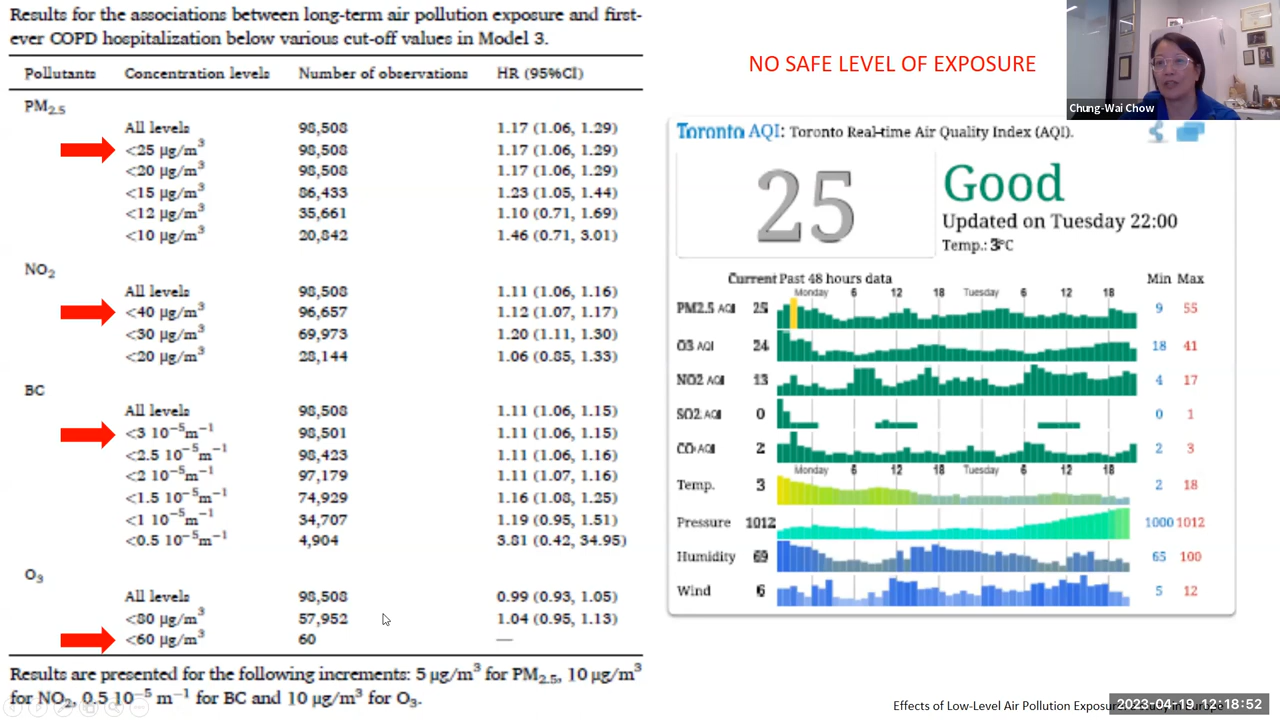 Results for the associations between long-term air pollution exposure and first-
ever COPD hospitalization below various cut-off values in Model 3.
Pollutants Concentration levels Number of observations HR (95%CI)
PM2.5
All levels 98,508 1.17 (1.06, 1.29)
<25 µg/m³ 98,508 1.17 (1.06, 1.29)
<20 µg/m³ 98,508 1.17 (1.06, 1.29)
<15 µg/m³ 86,433 1.23 (1.05, 1.44)
<12 µg/m³ 35,661 1.10 (0.71, 1.69)
<10 µg/m³ 20,842 1.46 (0.71, 3.01)
NO2
All levels 98,508 1.11 (1.06, 1.16)
<40 µg/m³ 96,657 1.12 (1.07, 1.17)
<30 µg/m³ 69,973 1.20 (1.11, 1.30)
<20 µg/m³ 28,144 1.06 (0.85, 1.33)
BC
All levels 98,508 1.11 (1.06, 1.15)
<3 10⁻⁵m⁻¹ 98,501 1.11 (1.06, 1.15)
<2.5 10⁻⁵m⁻¹ 98,423 1.11 (1.06, 1.16)
<2 10⁻⁵m⁻¹ 97,179 1.11 (1.07, 1.16)
<1.5 10⁻⁵m⁻¹ 74,929 1.16 (1.08, 1.25)
<1 10⁻⁵m⁻¹ 34,707 1.19 (0.95, 1.51)
<0.5 10⁻⁵m⁻¹ 4,904 3.81 (0.42, 34.95)
O3
All levels 98,508 0.99 (0.93, 1.05)
<80 µg/m³ 57,952 1.04 (0.95, 1.13)
<60 µg/m³ 60 —
Results are presented for the following increments: 5 µg/m³ for PM2.5, 10 µg/m³
for NO2, 0.5 10⁻⁵ m⁻¹ for BC and 10 µg/m³ for O3.
NO SAFE LEVEL OF EXPOSURE
Chung-Wai Chow
Toronto AQI: Toronto Real-time Air Quality Index (AQI).
25
Good
Updated on Tuesday 22:00
Temp.: 3°C
Current Past 48 hours data Min Max
Monday 6 12 18 Tuesday 6 12 18
PM2.5 AQI 25 9 55
O3 AQI 24 18 41
NO2 AQI 13 4 17
SO2 AQI 0 0 1
CO AQI 2 2 3
Monday 6 12 18 Tuesday 6 12 18
Temp. 3 2 18
Pressure 1012 1000 1012
Humidity 69 65 100
Wind 6 5 12
Effects of Low-Level Air Pollution
2023-04-19 12:18:52